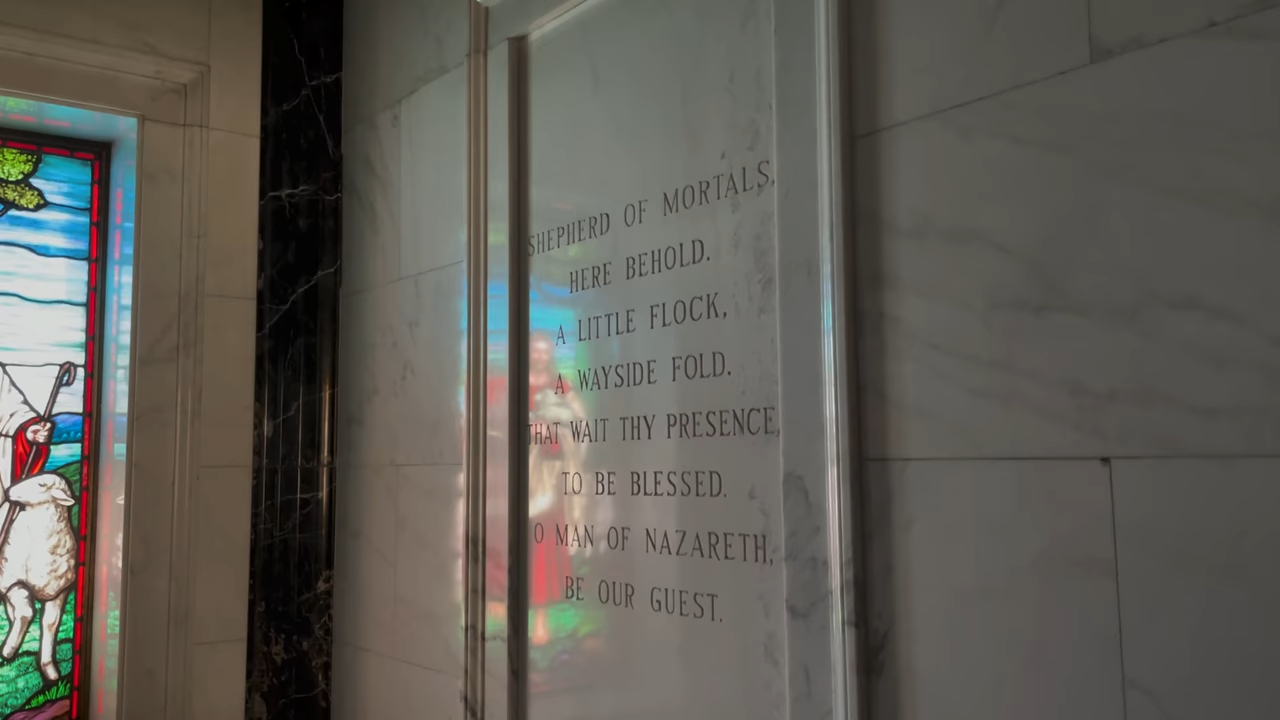 SHEPHERD OF MORTALS,
HERE BEHOLD.
A LITTLE FLOCK,
A WAYSIDE FOLD.
THAT WAIT THY PRESENCE,
TO BE BLESSED.
O MAN OF NAZARETH,
BE OUR GUEST.